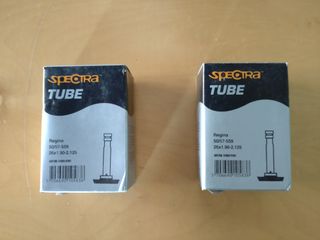 spectra
TUBE
Regina
50/57-559
26x1.90-2.125
spectra
TUBE
Regina
50/57-559
26x1.90-2.125